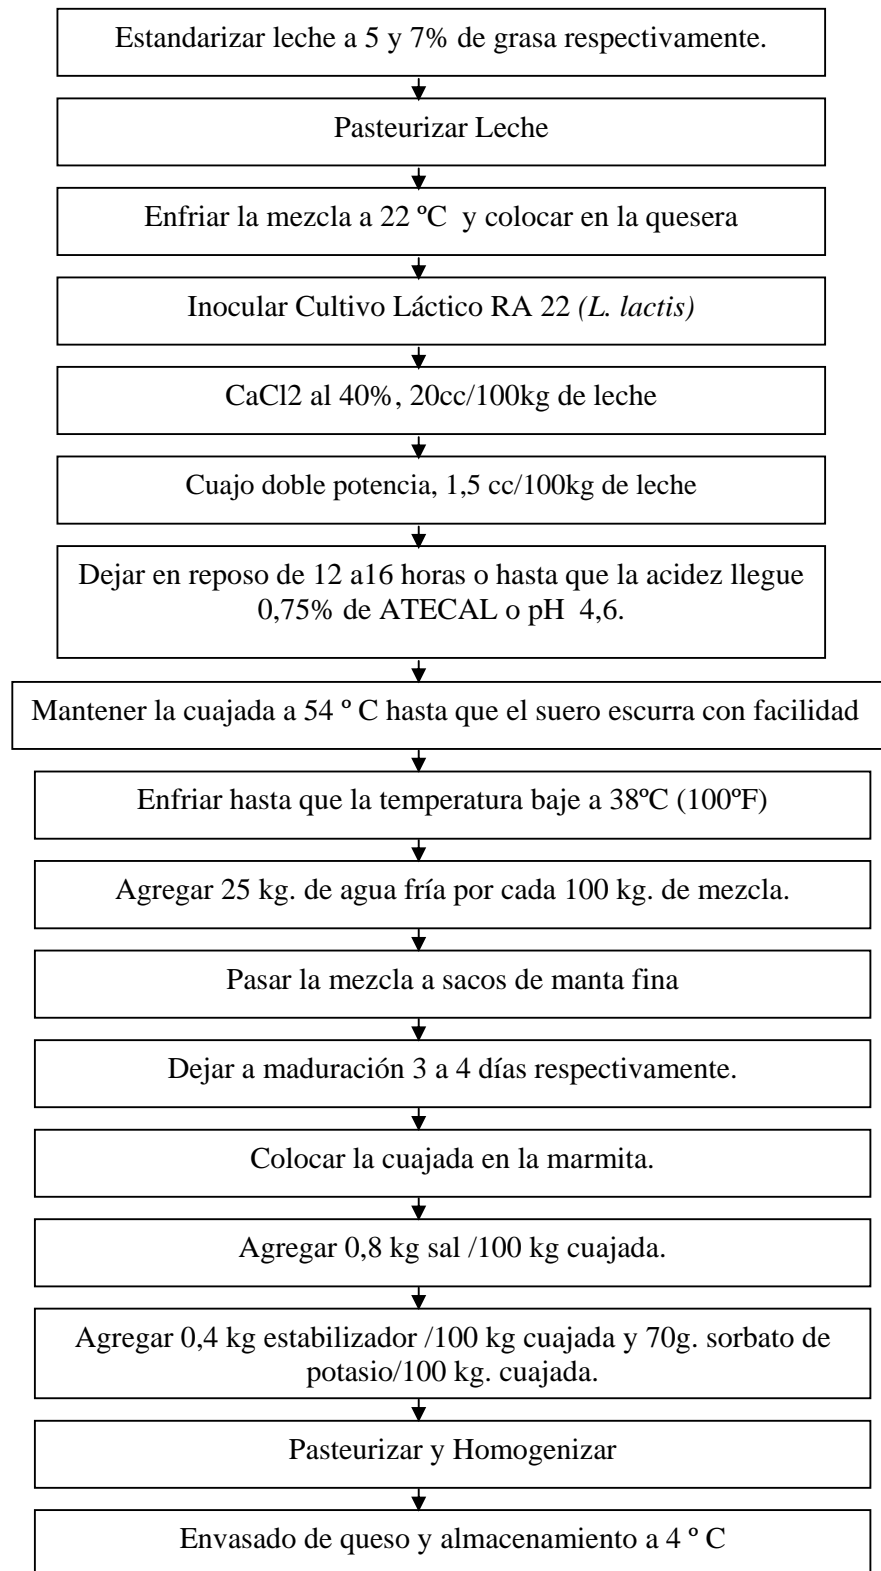 Estandarizar leche a 5 y 7% de grasa respectivamente.
Pasteurizar Leche
Enfriar la mezcla a 22 ºC y colocar en la quesera
Inocular Cultivo Láctico RA 22 (L. lactis)
CaCl2 al 40%, 20cc/100kg de leche
Cuajo doble potencia, 1,5 cc/100kg de leche
Dejar en reposo de 12 a16 horas o hasta que la acidez llegue
0,75% de ATECAL o pH 4,6.
Mantener la cuajada a 54 º C hasta que el suero escurra con facilidad
Enfriar hasta que la temperatura baje a 38ºC (100ºF)
Agregar 25 kg. de agua fría por cada 100 kg. de mezcla.
Pasar la mezcla a sacos de manta fina
Dejar a maduración 3 a 4 días respectivamente.
Colocar la cuajada en la marmita.
Agregar 0,8 kg sal /100 kg cuajada.
Agregar 0,4 kg estabilizador /100 kg cuajada y 70g. sorbato de
potasio/100 kg. cuajada.
Pasteurizar y Homogenizar
Envasado de queso y almacenamiento a 4 º C